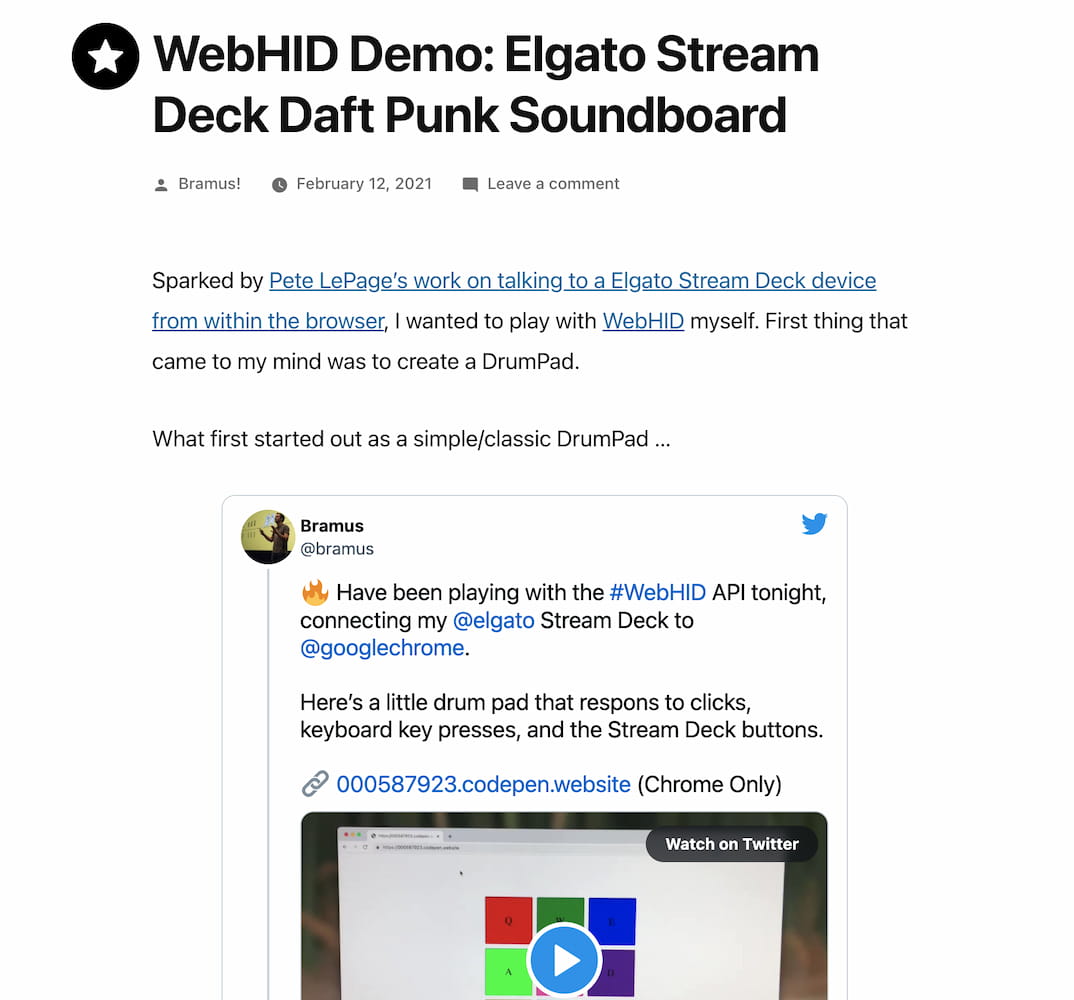 WebHID Demo: Elgato Stream
Deck Daft Punk Soundboard
Bramus! February 12, 2021 Leave a comment
Sparked by Pete LePage’s work on talking to a Elgato Stream Deck device
from within the browser, I wanted to play with WebHID myself. First thing that
came to my mind was to create a DrumPad.
What first started out as a simple/classic DrumPad ...
Bramus
@bramus
🔥 Have been playing with the #WebHID API tonight,
connecting my @elgato Stream Deck to
@googlechrome.
Here’s a little drum pad that respons to clicks,
keyboard key presses, and the Stream Deck buttons.
🔗 000587923.codepen.website (Chrome Only)
Watch on Twitter
https://000587923.codepen.website
Q
A D